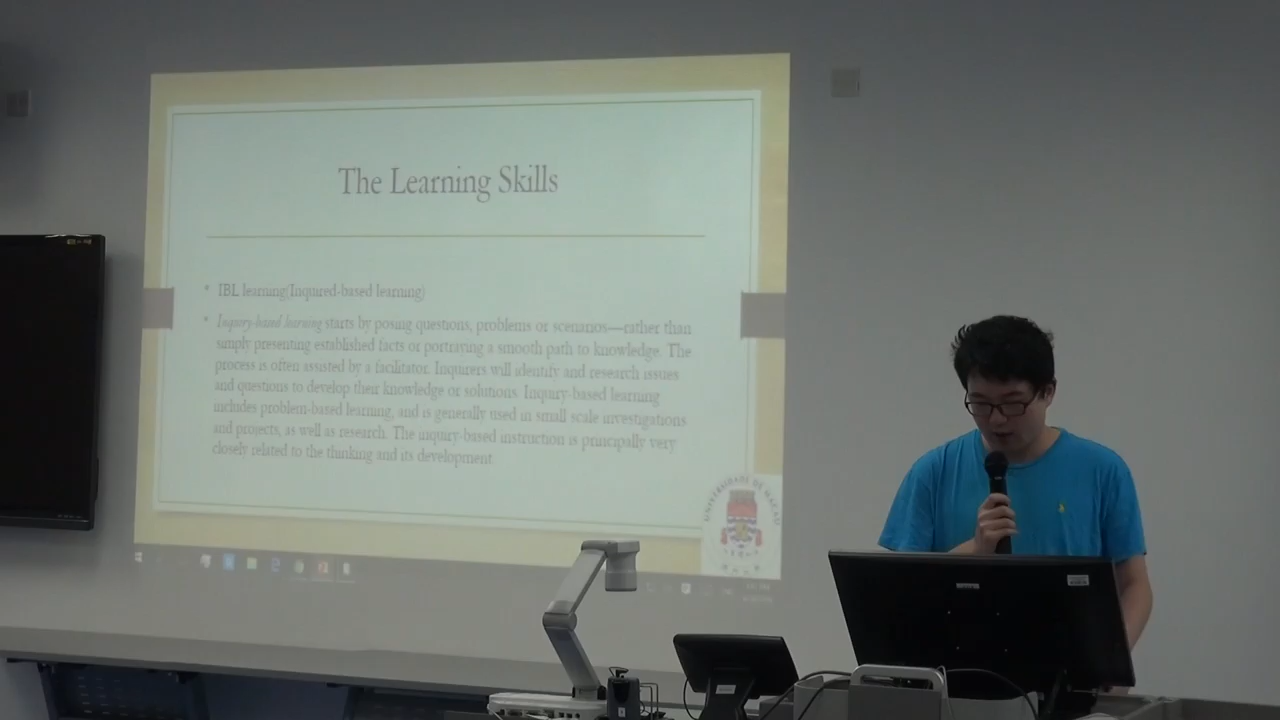 The Learning Skills
IBL learning(Inquired-based learning)
Inquiry-based learning starts by posing questions, problems or scenarios—rather than
simply presenting established facts or portraying a smooth path to knowledge. The
process is often assisted by a facilitator. Inquirers will identify and research issues
and questions to develop their knowledge or solutions. Inquiry-based learning
includes problem-based learning, and is generally used in small scale investigations
and projects, as well as research. The inquiry-based instruction is principally very
closely related to the thinking and its development.
UNIVERSIDADE DE MACAU